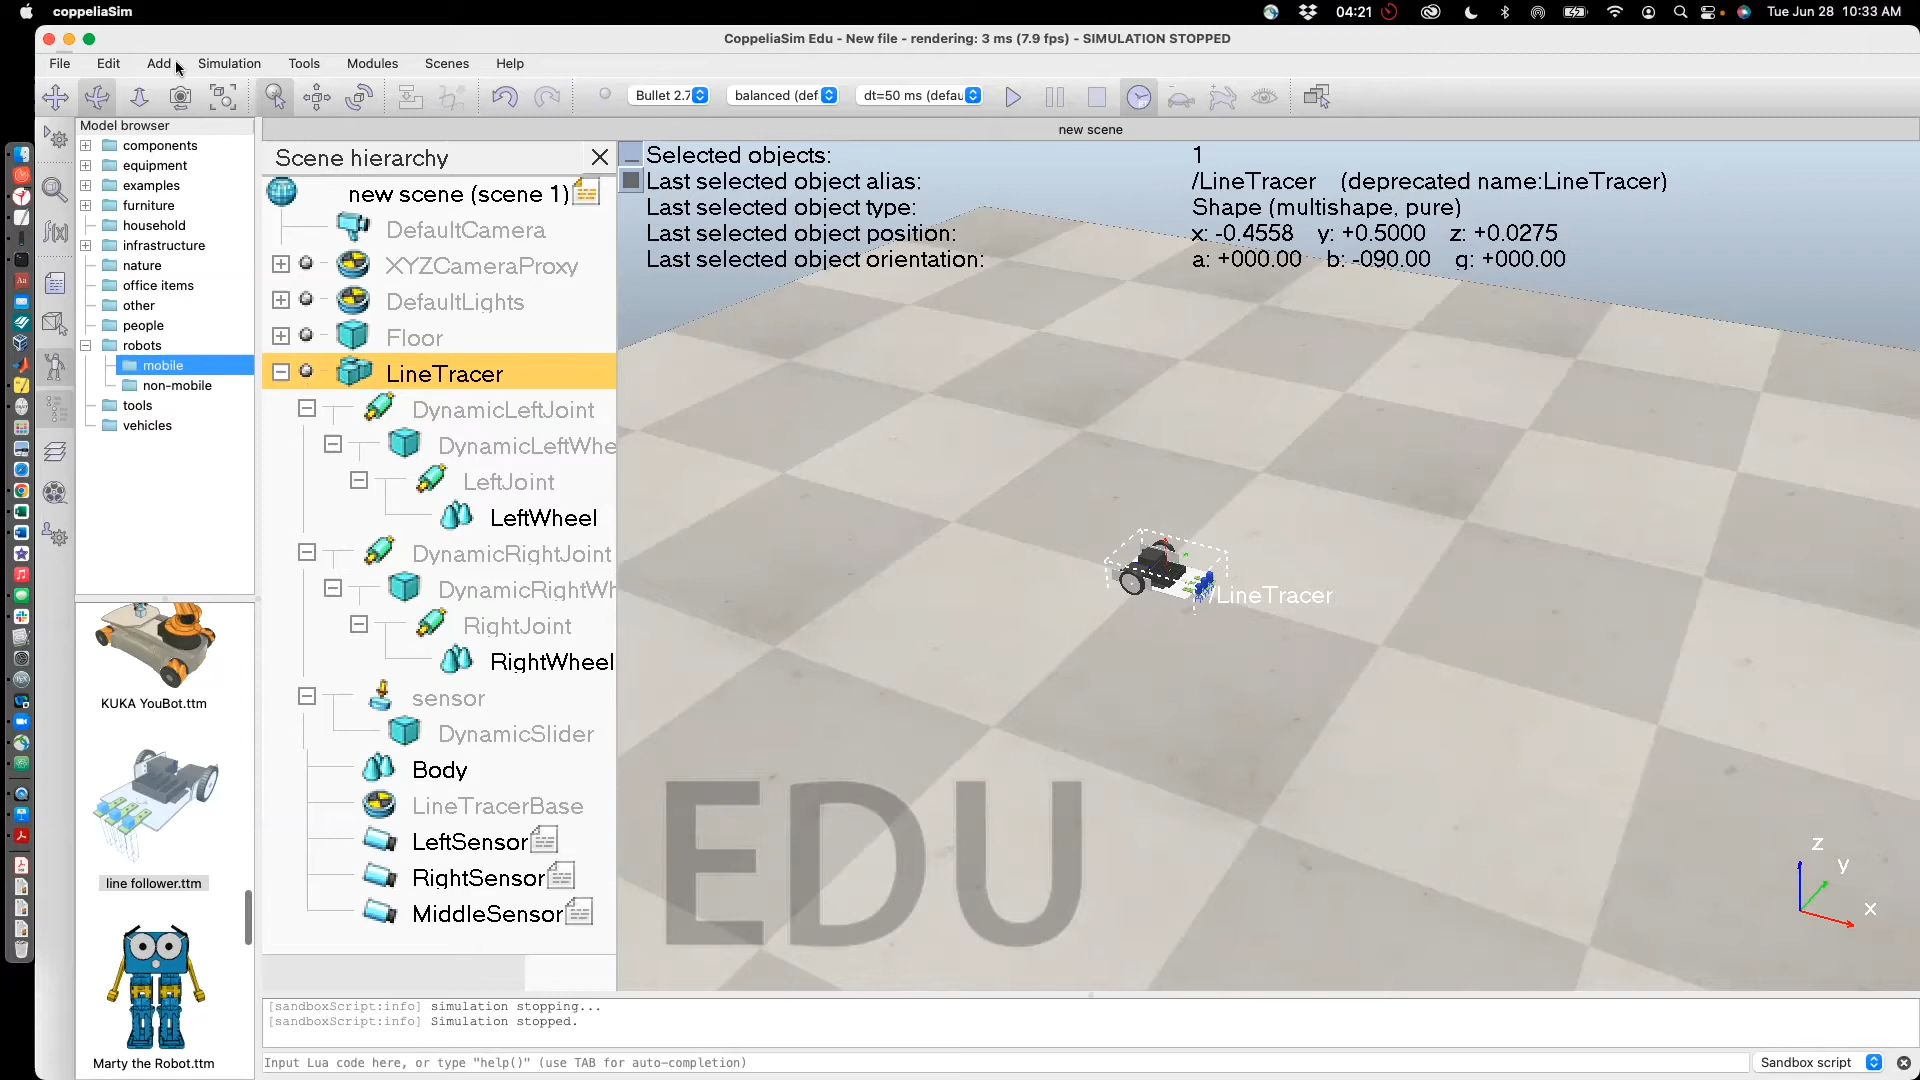 coppeliaSim
04:21
Tue Jun 28 10:33 AM
CoppeliaSim Edu - New file - rendering: 3 ms (7.9 fps) - SIMULATION STOPPED
File Edit Add Simulation Tools Modules Scenes Help
Bullet 2.7 balanced (def dt=50 ms (defau
Model browser
components
equipment
examples
furniture
household
infrastructure
nature
office items
other
people
robots
mobile
non-mobile
tools
vehicles
KUKA YouBot.ttm
line follower.ttm
Marty the Robot.ttm
new scene
Scene hierarchy
new scene (scene 1)
DefaultCamera
XYZCameraProxy
DefaultLights
Floor
LineTracer
DynamicLeftJoint
DynamicLeftWhe
LeftJoint
LeftWheel
DynamicRightJoint
DynamicRightWh
RightJoint
RightWheel
sensor
DynamicSlider
Body
LineTracerBase
LeftSensor
RightSensor
MiddleSensor
Selected objects: 1
Last selected object alias: /LineTracer (deprecated name:LineTracer)
Last selected object type: Shape (multishape, pure)
Last selected object position: x: -0.4558 y: +0.5000 z: +0.0275
Last selected object orientation: a: +000.00 b: -090.00 g: +000.00
/LineTracer
EDU
z
y
x
[sandboxScript:info] simulation stopping...
[sandboxScript:info] Simulation stopped.
Input Lua code here, or type "help()" (use TAB for auto-completion)
Sandbox script